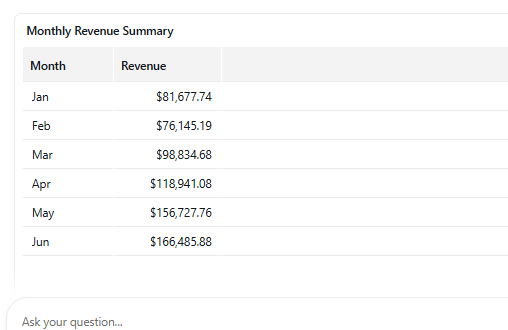 Monthly Revenue Summary
Month Revenue
Jan $81,677.74
Feb $76,145.19
Mar $98,834.68
Apr $118,941.08
May $156,727.76
Jun $166,485.88
Ask your question...